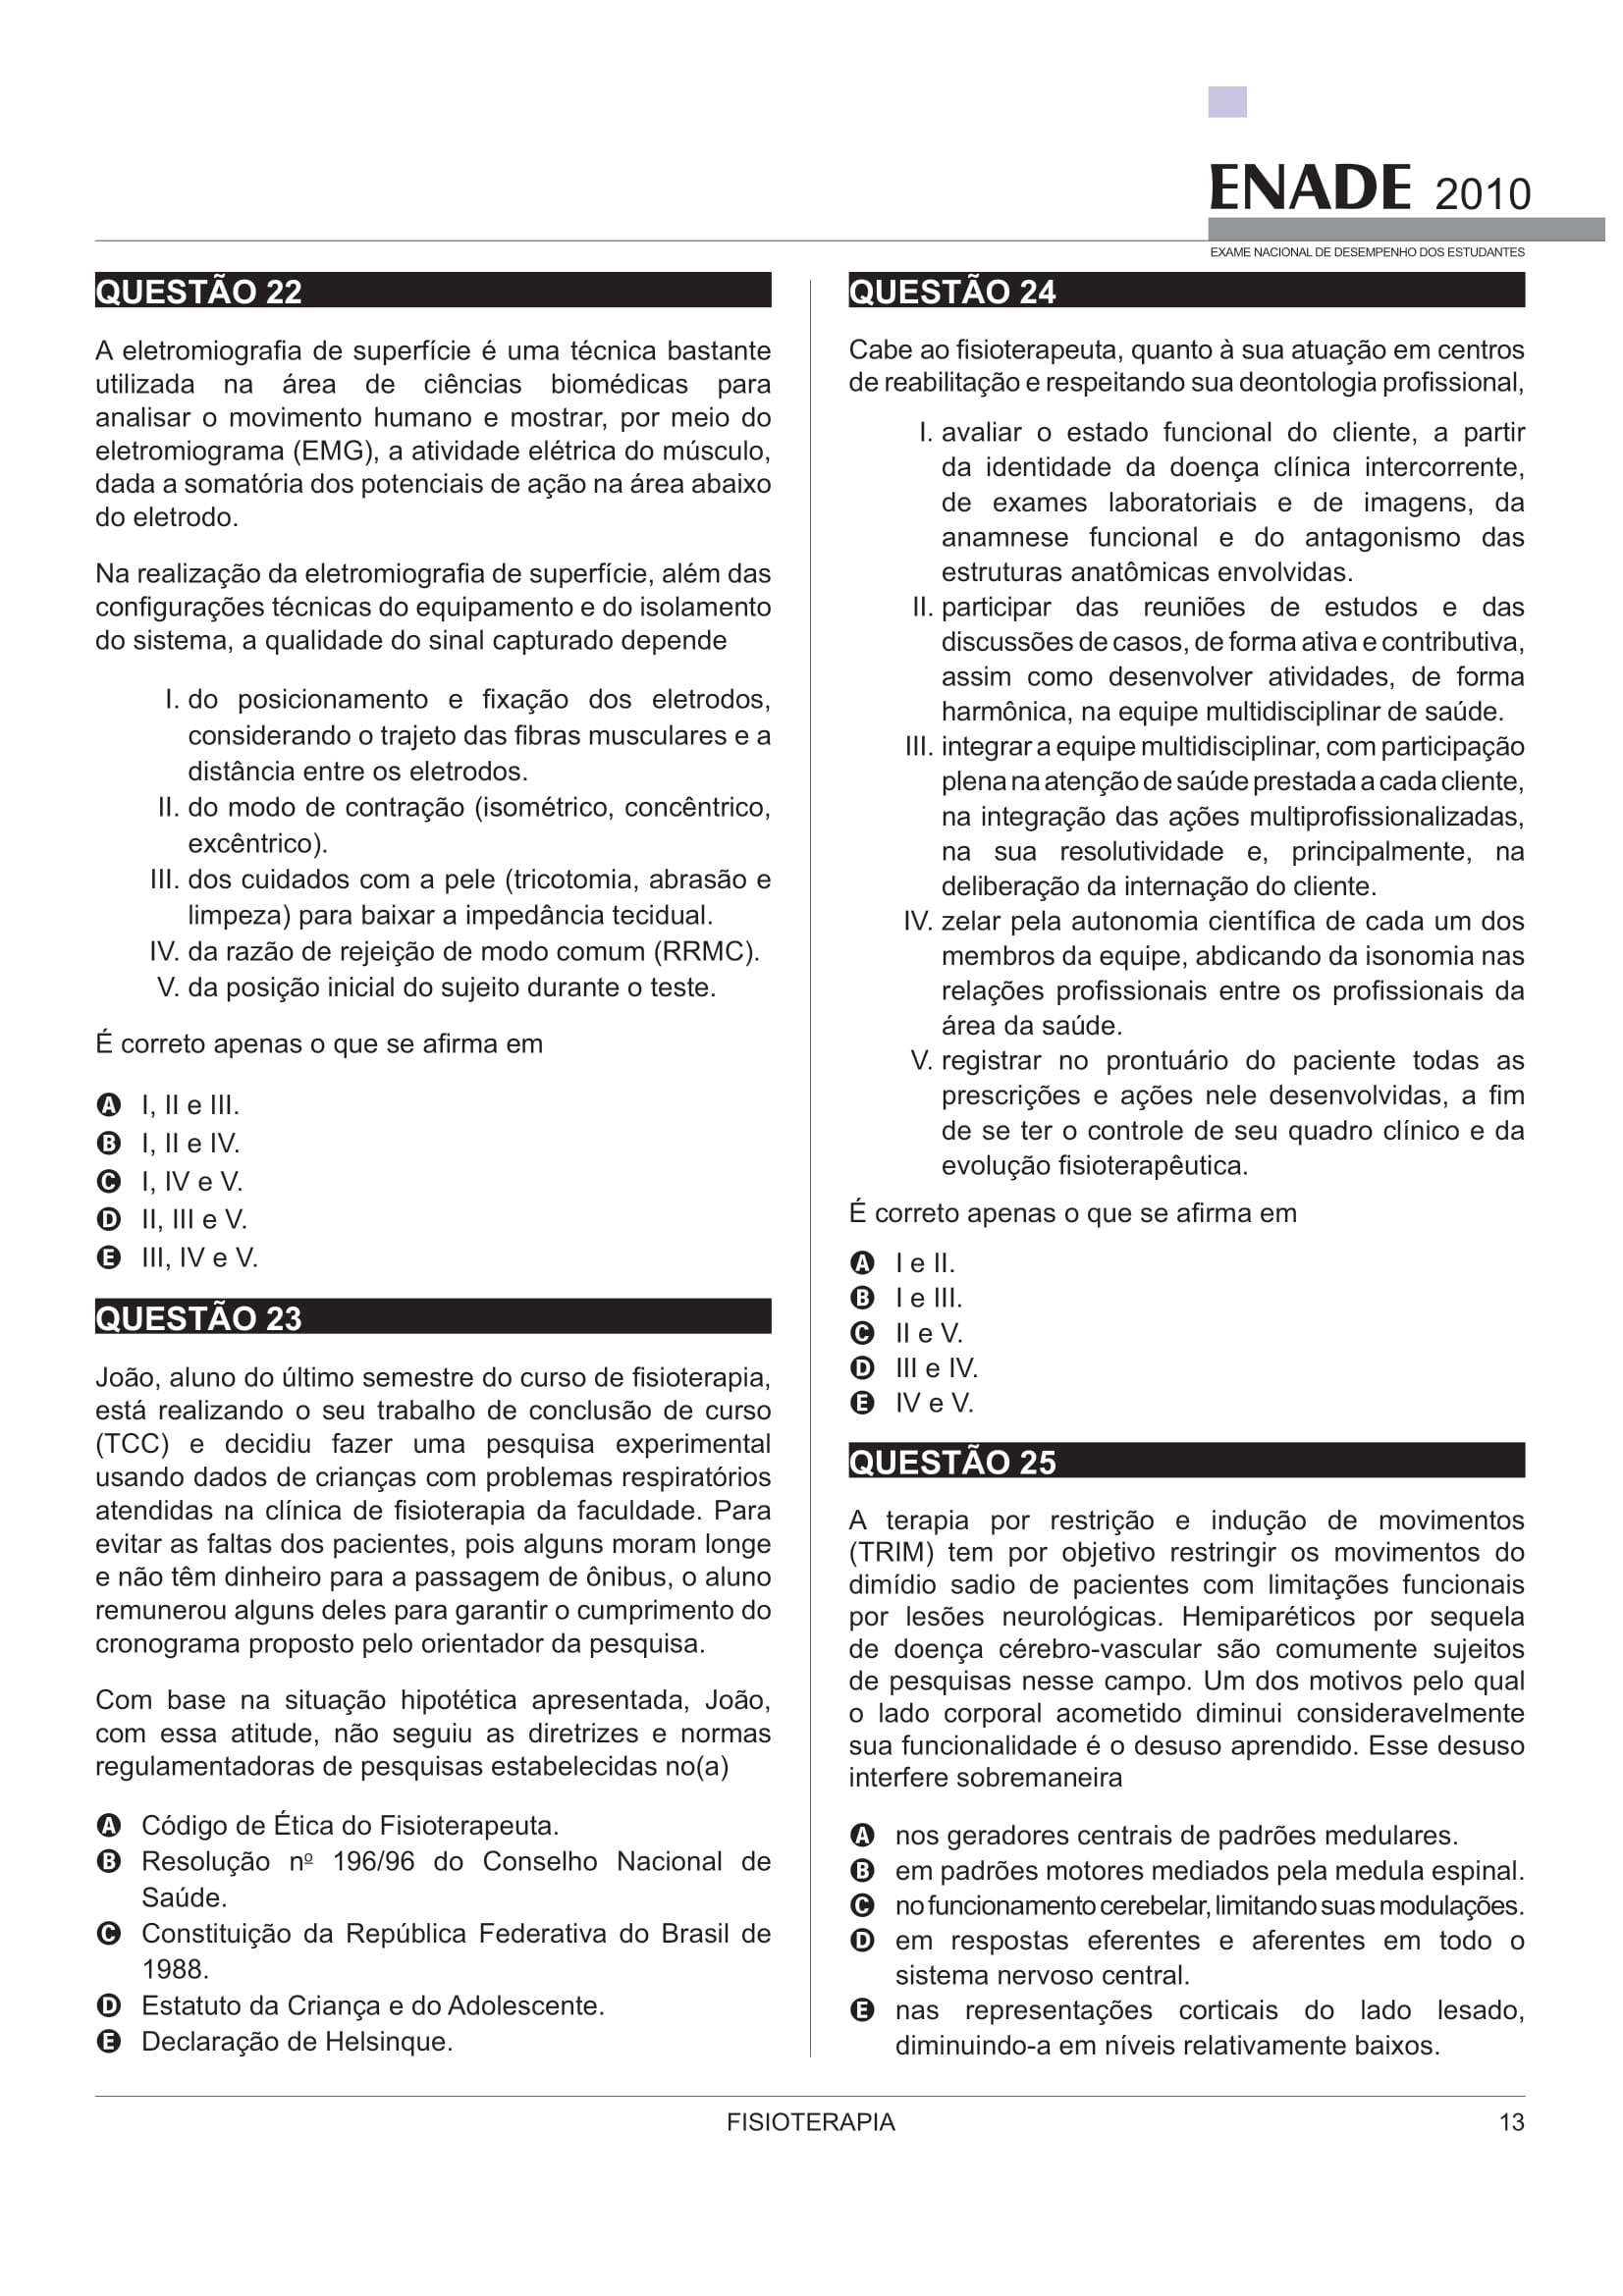 ENADE 2010
EXAME NACIONAL DE DESEMPENHO DOS ESTUDANTES
QUESTÃO 22
A eletromiografia de superfície é uma técnica bastante
utilizada na área de ciências biomédicas para
analisar o movimento humano e mostrar, por meio do
eletromiograma (EMG), a atividade elétrica do músculo,
dada a somatória dos potenciais de ação na área abaixo
do eletrodo.
Na realização da eletromiografia de superfície, além das
configurações técnicas do equipamento e do isolamento
do sistema, a qualidade do sinal capturado depende
I. do posicionamento e fixação dos eletrodos,
considerando o trajeto das fibras musculares e a
distância entre os eletrodos.
II. do modo de contração (isométrico, concêntrico,
excêntrico).
III. dos cuidados com a pele (tricotomia, abrasão e
limpeza) para baixar a impedância tecidual.
IV. da razão de rejeição de modo comum (RRMC).
V. da posição inicial do sujeito durante o teste.
É correto apenas o que se afirma em
A I, II e III.
B I, II e IV.
C I, IV e V.
D II, III e V.
E III, IV e V.
QUESTÃO 23
João, aluno do último semestre do curso de fisioterapia,
está realizando o seu trabalho de conclusão de curso
(TCC) e decidiu fazer uma pesquisa experimental
usando dados de crianças com problemas respiratórios
atendidas na clínica de fisioterapia da faculdade. Para
evitar as faltas dos pacientes, pois alguns moram longe
e não têm dinheiro para a passagem de ônibus, o aluno
remunerou alguns deles para garantir o cumprimento do
cronograma proposto pelo orientador da pesquisa.
Com base na situação hipotética apresentada, João,
com essa atitude, não seguiu as diretrizes e normas
regulamentadoras de pesquisas estabelecidas no(a)
A Código de Ética do Fisioterapeuta.
B Resolução nº 196/96 do Conselho Nacional de
Saúde.
C Constituição da República Federativa do Brasil de
1988.
D Estatuto da Criança e do Adolescente.
E Declaração de Helsinque.
QUESTÃO 24
Cabe ao fisioterapeuta, quanto à sua atuação em centros
de reabilitação e respeitando sua deontologia profissional,
I. avaliar o estado funcional do cliente, a partir
da identidade da doença clínica intercorrente,
de exames laboratoriais e de imagens, da
anamnese funcional e do antagonismo das
estruturas anatômicas envolvidas.
II. participar das reuniões de estudos e das
discussões de casos, de forma ativa e contributiva,
assim como desenvolver atividades, de forma
harmônica, na equipe multidisciplinar de saúde.
III. integrar a equipe multidisciplinar, com participação
plena na atenção de saúde prestada a cada cliente,
na integração das ações multiprofissionalizadas,
na sua resolutividade e, principalmente, na
deliberação da internação do cliente.
IV. zelar pela autonomia científica de cada um dos
membros da equipe, abdicando da isonomia nas
relações profissionais entre os profissionais da
área da saúde.
V. registrar no prontuário do paciente todas as
prescrições e ações nele desenvolvidas, a fim
de se ter o controle de seu quadro clínico e da
evolução fisioterapêutica.
É correto apenas o que se afirma em
A I e II.
B I e III.
C II e V.
D III e IV.
E IV e V.
QUESTÃO 25
A terapia por restrição e indução de movimentos
(TRIM) tem por objetivo restringir os movimentos do
dimídio sadio de pacientes com limitações funcionais
por lesões neurológicas. Hemiparéticos por sequela
de doença cérebro-vascular são comumente sujeitos
de pesquisas nesse campo. Um dos motivos pelo qual
o lado corporal acometido diminui consideravelmente
sua funcionalidade é o desuso aprendido. Esse desuso
interfere sobremaneira
A nos geradores centrais de padrões medulares.
B em padrões motores mediados pela medula espinal.
C no funcionamento cerebelar, limitando suas modulações.
D em respostas eferentes e aferentes em todo o
sistema nervoso central.
E nas representações corticais do lado lesado,
diminuindo-a em níveis relativamente baixos.
FISIOTERAPIA
13